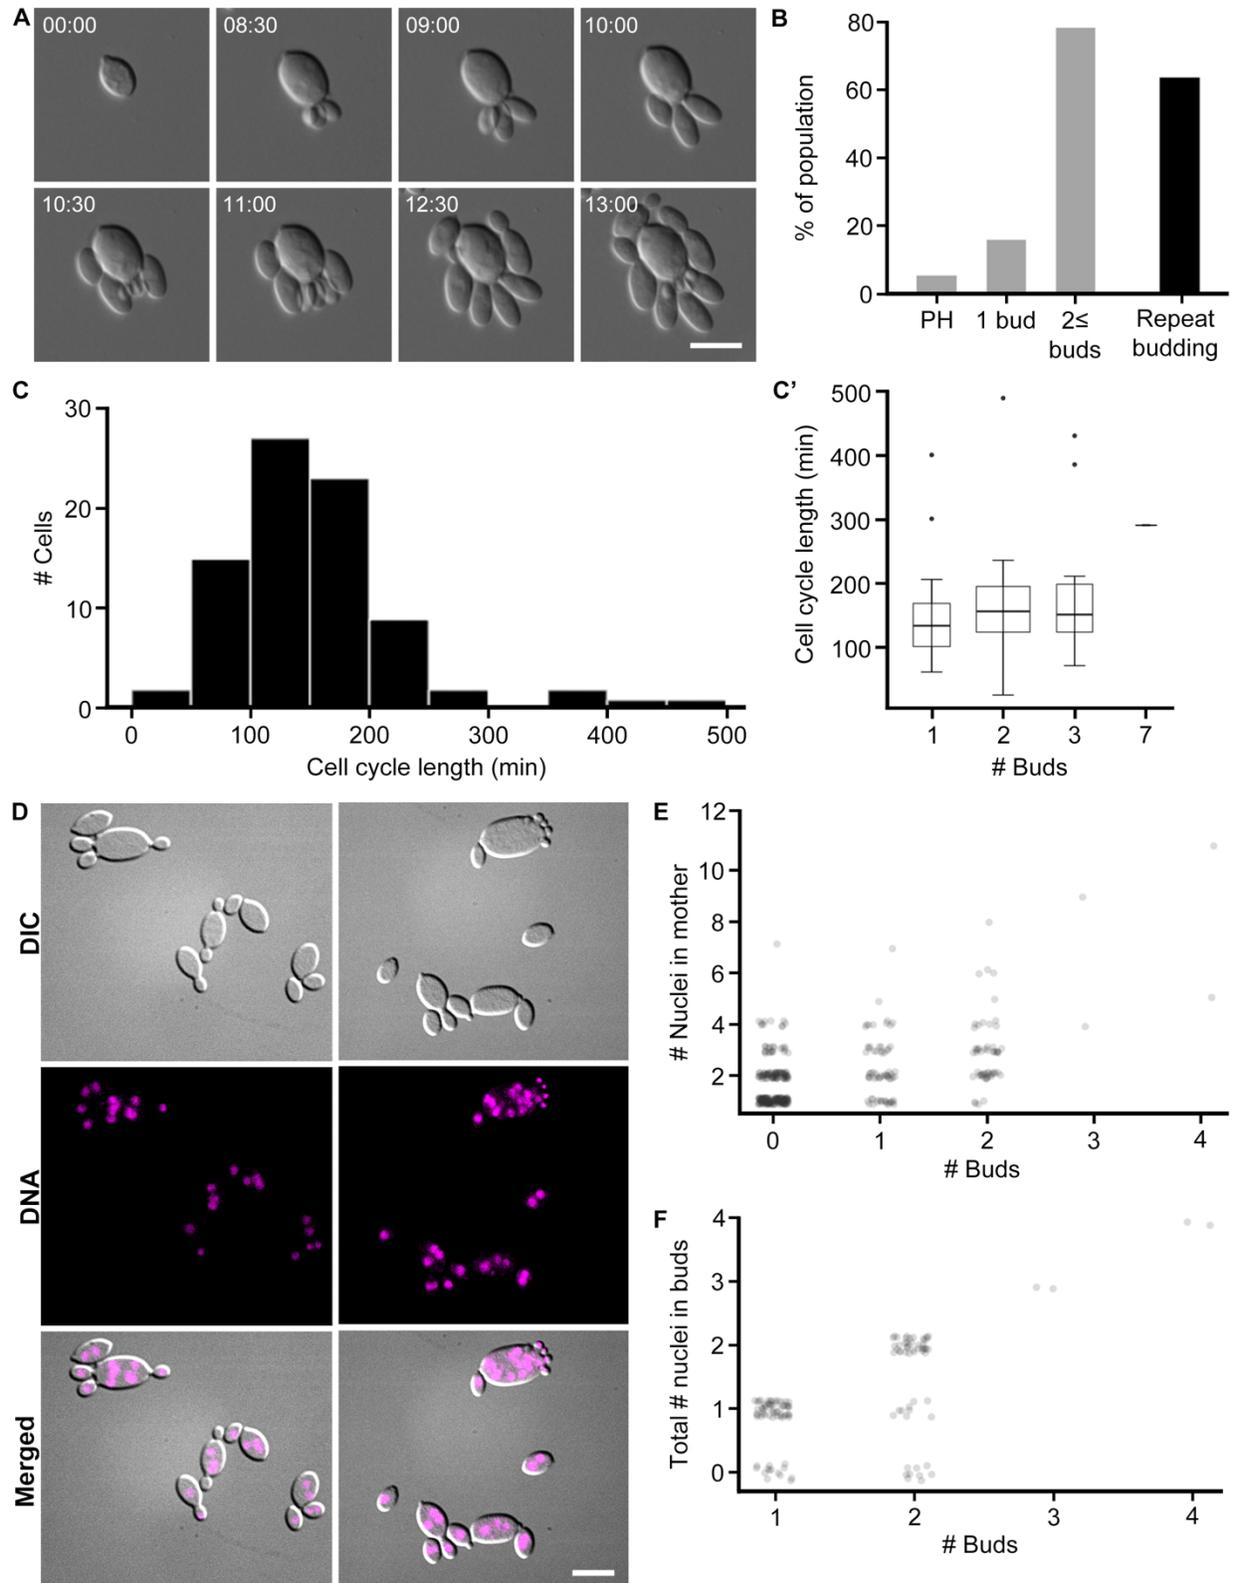 A
00:00
08:30
09:00
10:00
10:30
11:00
12:30
13:00
B
% of population
80
60
40
20
0
PH
1 bud
2≤
buds
Repeat
budding
C
# Cells
30
20
10
0
0
100
200
300
400
500
Cell cycle length (min)
C’
Cell cycle length (min)
500
400
300
200
100
1
2
3
7
# Buds
D
DIC
DNA
Merged
E
# Nuclei in mother
12
10
8
6
4
2
0
1
2
3
4
# Buds
F
Total # nuclei in buds
4
3
2
1
0
1
2
3
4
# Buds